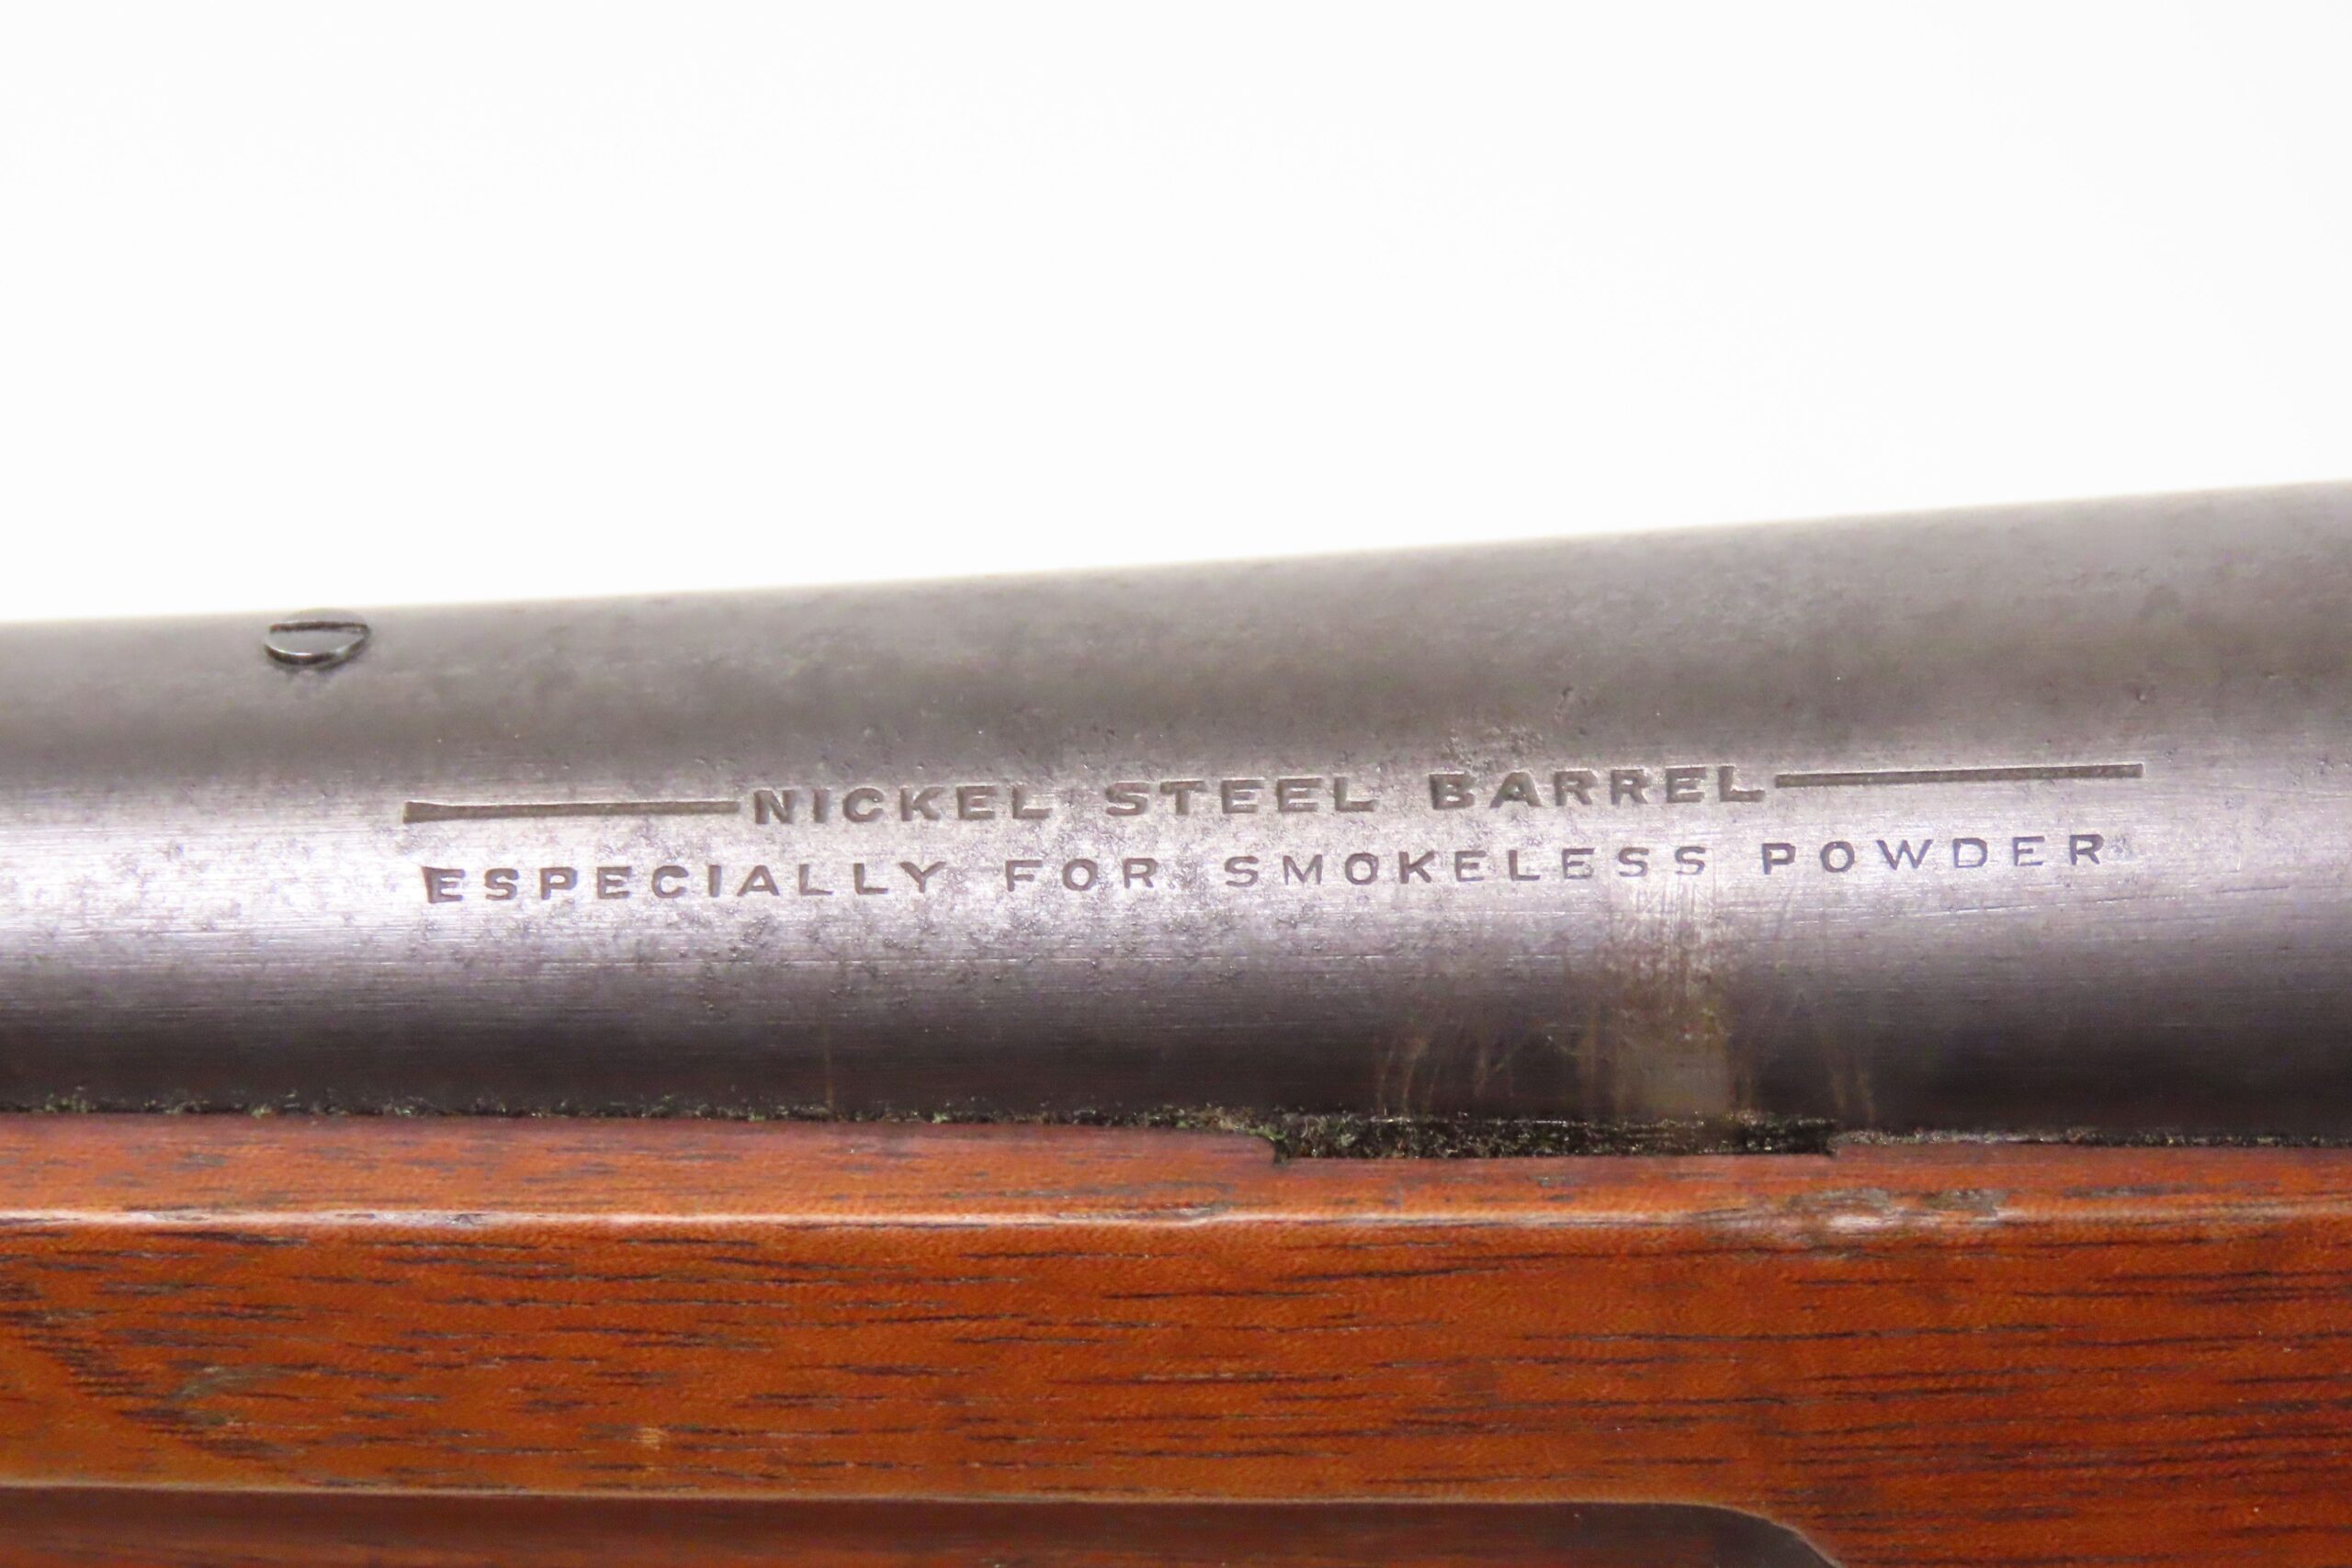 NICKEL STEEL BARREL
ESPECIALLY FOR SMOKELESS POWDER